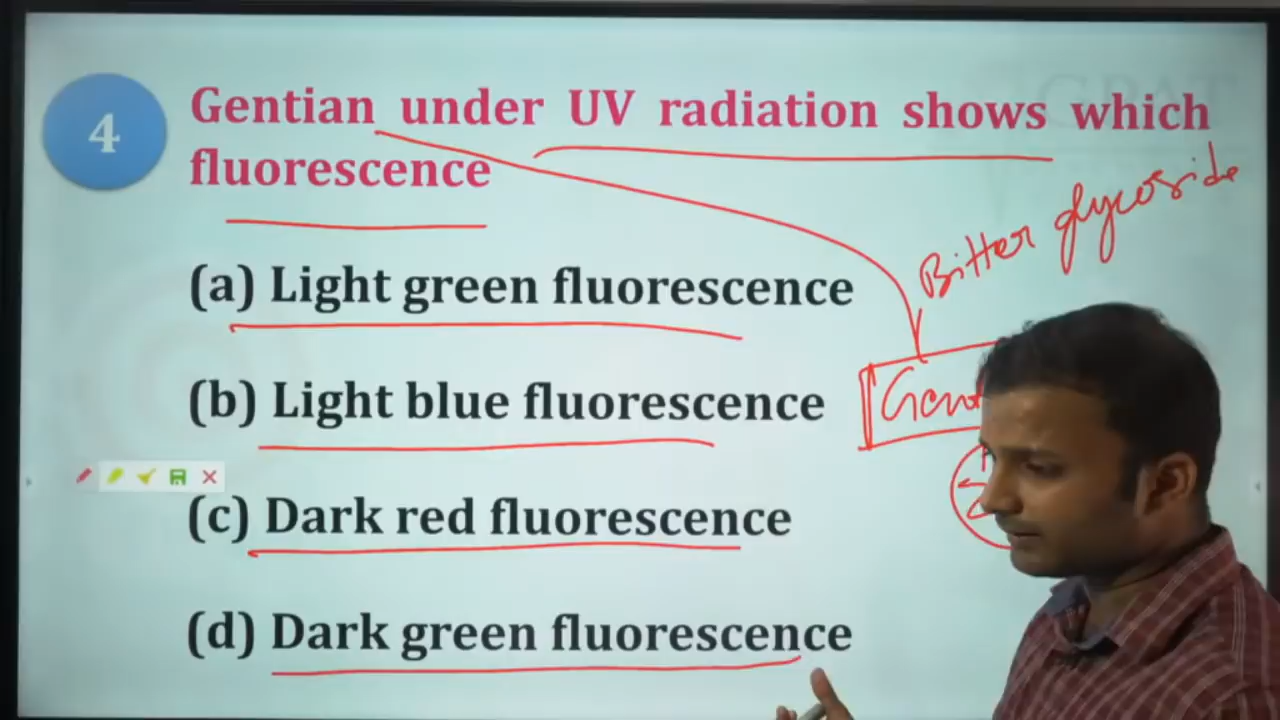 4
Gentian under UV radiation shows which
fluorescence
Bitter glycoside
(a) Light green fluorescence
(b) Light blue fluorescence
(c) Dark red fluorescence
(d) Dark green fluorescence